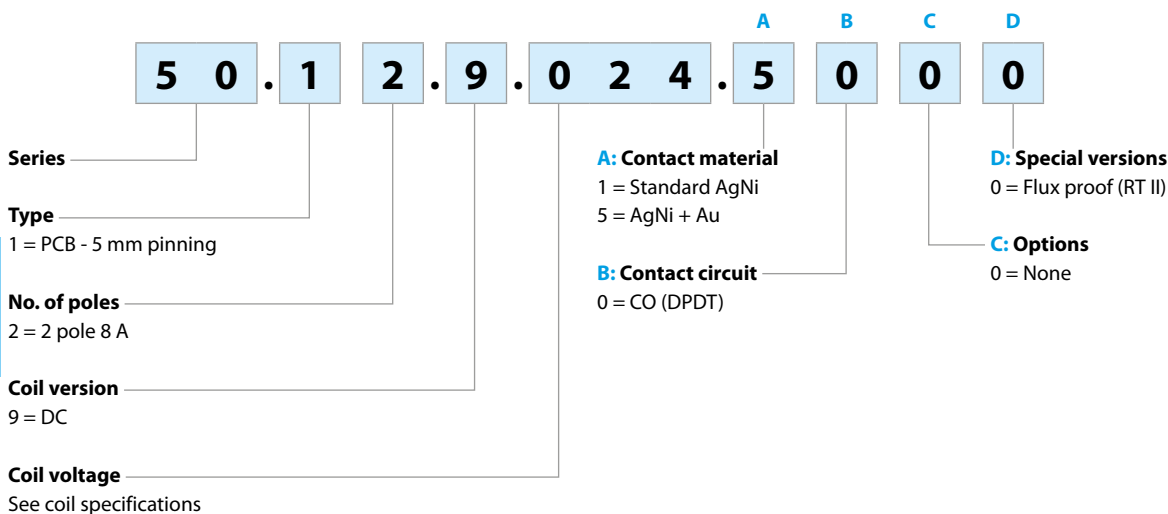 A B C D
5 0 . 1 2 . 9 . 0 2 4 . 5 0 0 0
Series
Type
1 = PCB - 5 mm pinning
No. of poles
2 = 2 pole 8 A
Coil version
9 = DC
Coil voltage
See coil specifications
A: Contact material
1 = Standard AgNi
5 = AgNi + Au
B: Contact circuit
0 = CO (DPDT)
D: Special versions
0 = Flux proof (RT II)
C: Options
0 = None